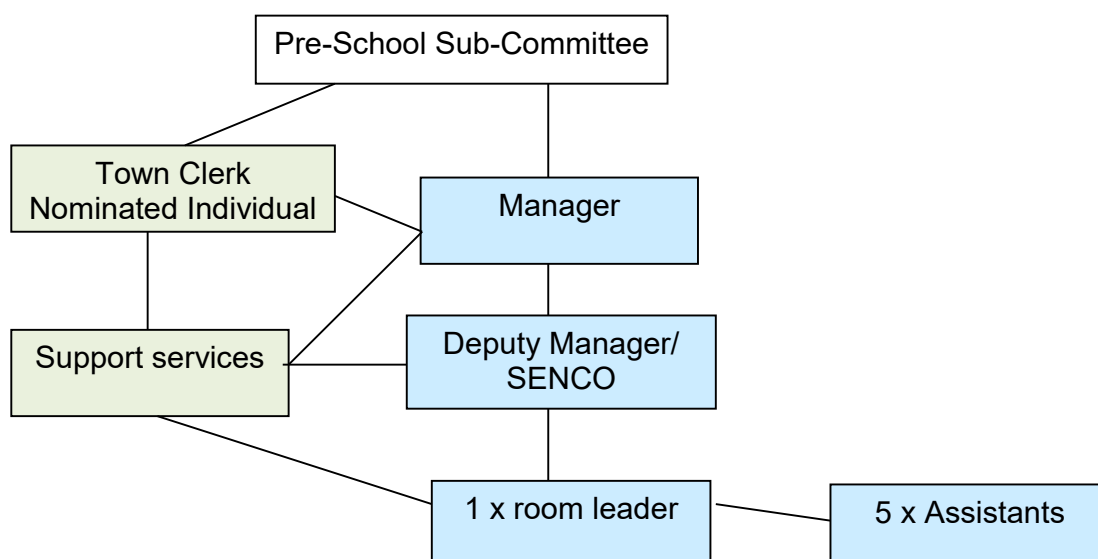 Pre-School Sub-Committee
Town Clerk
Nominated Individual
Manager
Support services
Deputy Manager/
SENCO
1 x room leader
5 x Assistants